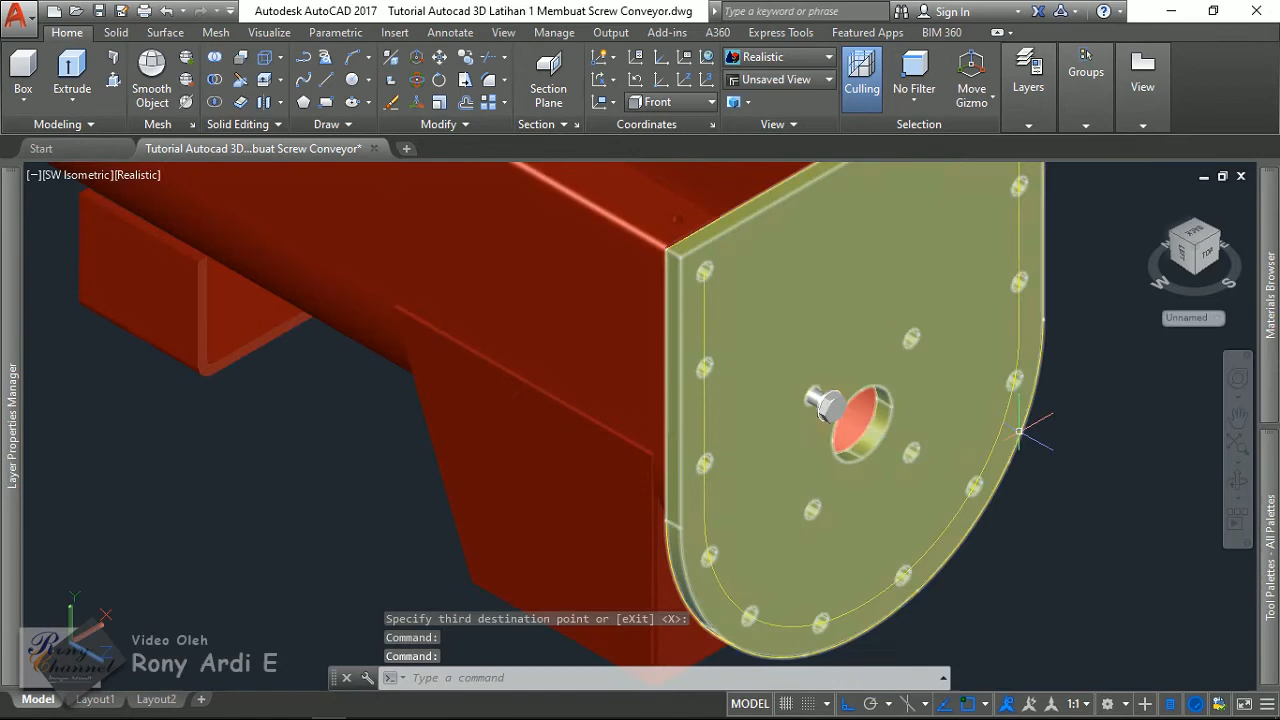 Autodesk AutoCAD 2017 Tutorial Autocad 3D Latihan 1 Membuat Screw Conveyor.dwg
Type a keyword or phrase
Sign In
Home Solid Surface Mesh Visualize Parametric Insert Annotate View Manage Output Add-ins A360 Express Tools Featured Apps BIM 360
Box
Extrude
Smooth Object
Section Plane
Front
Realistic
Unsaved View
Culling
No Filter
Move Gizmo
Layers
Groups
View
Modeling
Mesh
Solid Editing
Draw
Modify
Section
Coordinates
View
Selection
Start
Tutorial Autocad 3D...buat Screw Conveyor*
[−][SW Isometric][Realistic]
W
S
TOP
Unnamed
Layer Properties Manager
Materials Browser
Tool Palettes - All Palettes
Specify third destination point or [eXit] <X>:
Command:
Command:
Type a command
Y
X
Z
Rony
Channel
Video Oleh
Rony Ardi E
Model Layout1 Layout2
MODEL
1:1